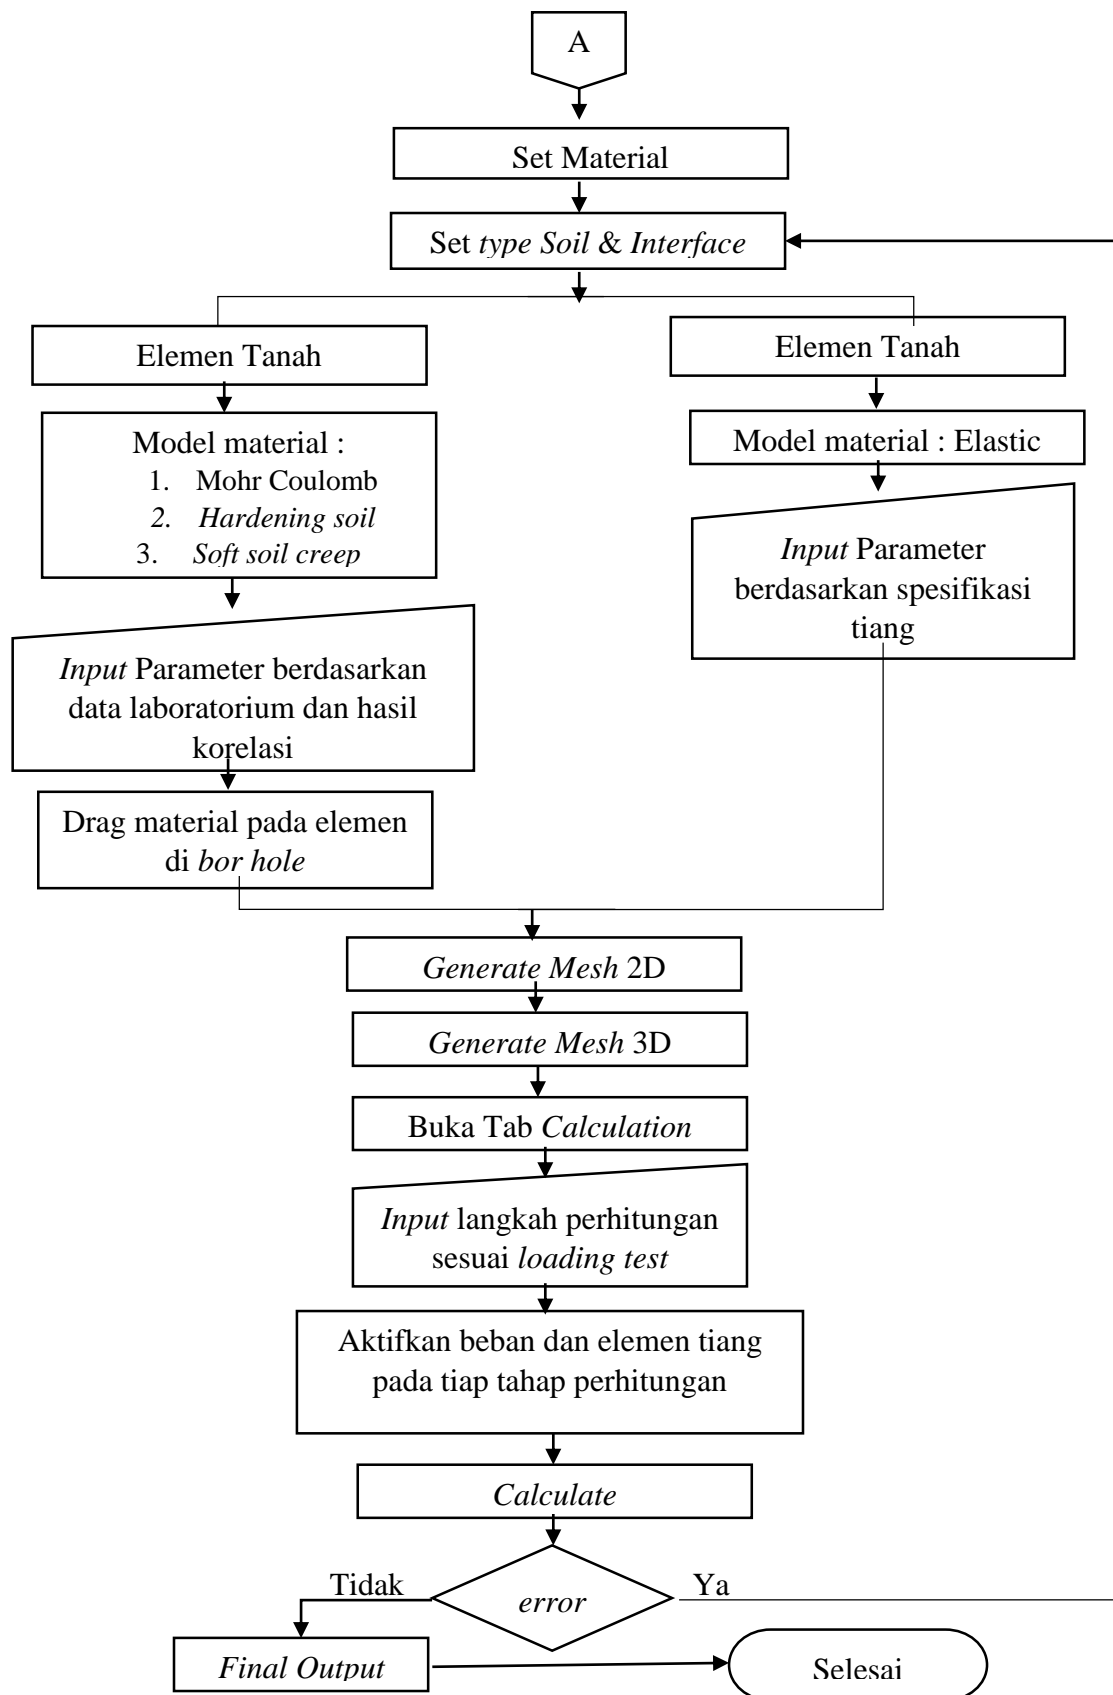 A
Set Material
Set type Soil & Interface
Elemen Tanah
Model material :
1. Mohr Coulomb
2. Hardening soil
3. Soft soil creep
Input Parameter berdasarkan
data laboratorium dan hasil
korelasi
Drag material pada elemen
di bor hole
Elemen Tanah
Model material : Elastic
Input Parameter
berdasarkan spesifikasi
tiang
Generate Mesh 2D
Generate Mesh 3D
Buka Tab Calculation
Input langkah perhitungan
sesuai loading test
Aktifkan beban dan elemen tiang
pada tiap tahap perhitungan
Calculate
Tidak
error
Ya
Final Output
Selesai